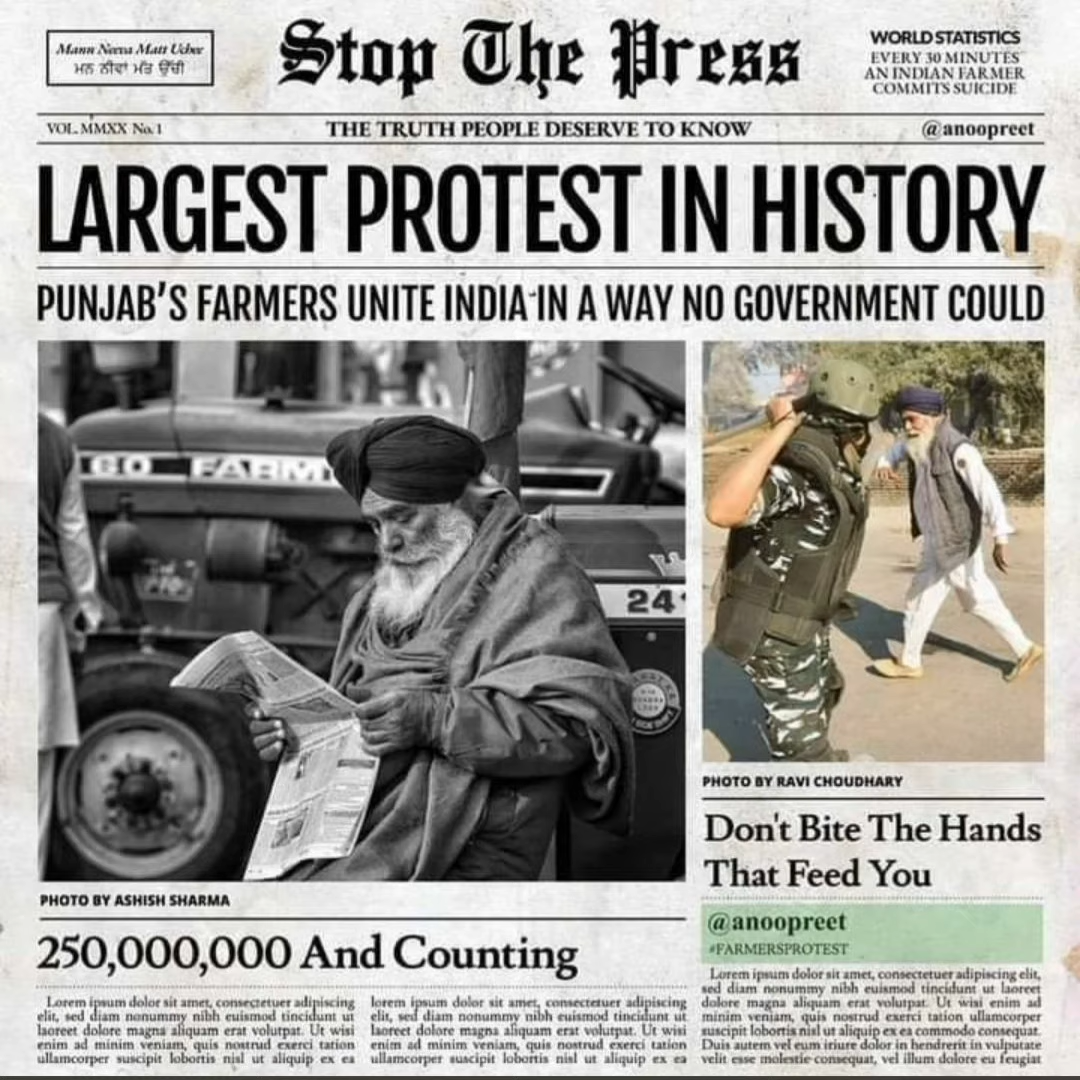 Mann Neeva Matt Uchee
ਮਨ ਨੀਵਾਂ ਮੱਤ ਉੱਚੀ
Stop The Press
WORLD STATISTICS
EVERY 30 MINUTES
AN INDIAN FARMER
COMMITS SUICIDE
VOL. MMXX No. 1
THE TRUTH PEOPLE DESERVE TO KNOW
@anoopreet
LARGEST PROTEST IN HISTORY
PUNJAB'S FARMERS UNITE INDIA IN A WAY NO GOVERNMENT COULD
GO FARM
24
PHOTO BY ASHISH SHARMA
250,000,000 And Counting
Lorem ipsum dolor sit amet, consectetuer adipiscing
elit, sed diam nonummy nibh euismod tincidunt ut
laoreet dolore magna aliquam erat volutpat. Ut wisi
enim ad minim veniam, quis nostrud exerci tation
ullamcorper suscipit lobortis nisl ut aliquip ex ea
lorem ipsum dolor sit amet, consectetuer adipiscing
elit, sed diam nonummy nibh euismod tincidunt ut
laoreet dolore magna aliquam erat volutpat. Ut wisi
enim ad minim veniam, quis nostrud exerci tation
ullamcorper suscipit lobortis nisl ut aliquip ex ea
PHOTO BY RAVI CHOUDHARY
Don't Bite The Hands
That Feed You
@anoopreet
#FARMERSPROTEST
Lorem ipsum dolor sit amet, consectetuer adipiscing elit,
sed diam nonummy nibh euismod tincidunt ut laoreet
dolore magna aliquam erat volutpat. Ut wisi enim ad
minim veniam, quis nostrud exerci tation ullamcorper
suscipit lobortis nisl ut aliquip ex ea commodo consequat.
Duis autem vel eum iriure dolor in hendrerit in vulputate
velit esse molestie consequat, vel illum dolore eu feugiat